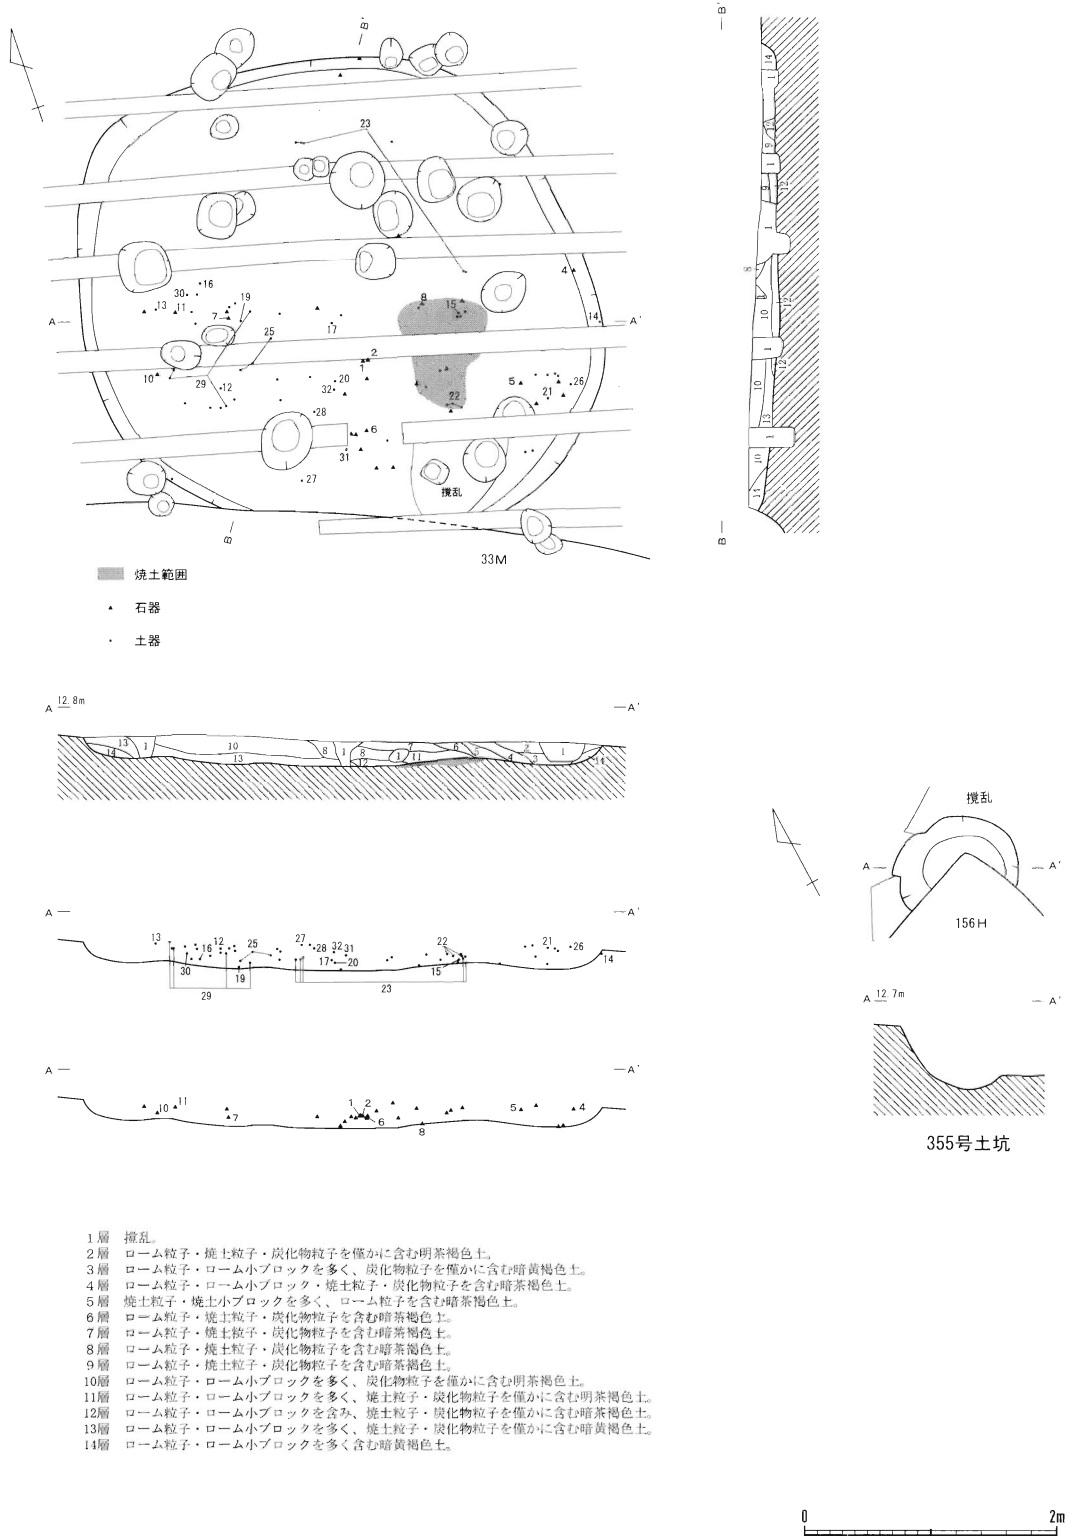 B'
23
4
16
30
13
11
19
8
15
7
14
A
A'
17
25
2
1
10
29
12
20
32
5
26
21
22
28
6
31
27
撹乱
B
33M
焼土範囲
石器
土器
B'
14
1
12
9
1
9
12
1
8
10
12
1
12
10
13
1
10
11
B
A 12.8m
A'
13
14
1
10
13
8
1
8
12
7
1
11
6
5
4
2
3
1
14
A
A'
13
12
16
25
27
28
32
31
22
21
26
30
19
17
20
15
14
29
23
A
A'
10
11
7
1
2
6
8
5
4
撹乱
A
A'
156H
A 12.7m
A'
355号土坑
1層 撹乱。
2層 ローム粒子・焼土粒子・炭化物粒子を僅かに含む明茶褐色土。
3層 ローム粒子・ローム小ブロックを多く、炭化物粒子を僅かに含む暗黄褐色土。
4層 ローム粒子・ローム小ブロック・焼土粒子・炭化物粒子を含む暗茶褐色土。
5層 焼土粒子・焼土小ブロックを多く、ローム粒子を含む暗茶褐色土。
6層 ローム粒子・焼土粒子・炭化物粒子を含む暗茶褐色土。
7層 ローム粒子・焼土粒子・炭化物粒子を含む暗茶褐色土。
8層 ローム粒子・焼土粒子・炭化物粒子を含む暗茶褐色土。
9層 ローム粒子・焼土粒子・炭化物粒子を含む暗茶褐色土。
10層 ローム粒子・ローム小ブロックを多く、炭化物粒子を僅かに含む明茶褐色土。
11層 ローム粒子・ローム小ブロックを多く、焼土粒子・炭化物粒子を僅かに含む明茶褐色土。
12層 ローム粒子・ローム小ブロックを含み、焼土粒子・炭化物粒子を僅かに含む暗茶褐色土。
13層 ローム粒子・ローム小ブロックを多く、焼土粒子・炭化物粒子を僅かに含む暗黄褐色土。
14層 ローム粒子・ローム小ブロックを多く含む暗黄褐色土。
0 2m